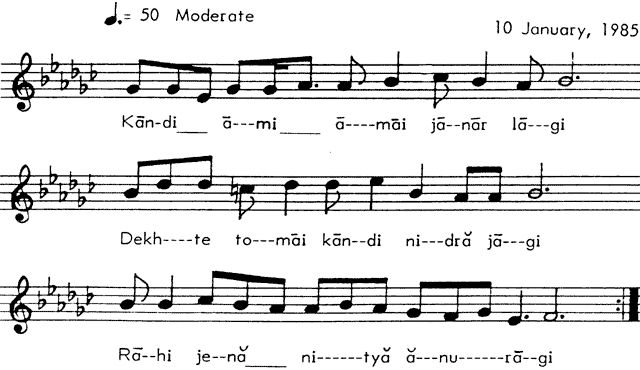 ♩.= 50 Moderate
10 January, 1985
Kān-di___ ā---mi____ ā----māi jā--nār lā---gi
Dekh----te to---māi kān--di ni---dră jā---gi
Rā--hi je--nă____ ni------tyă ă---nu------rā--gi